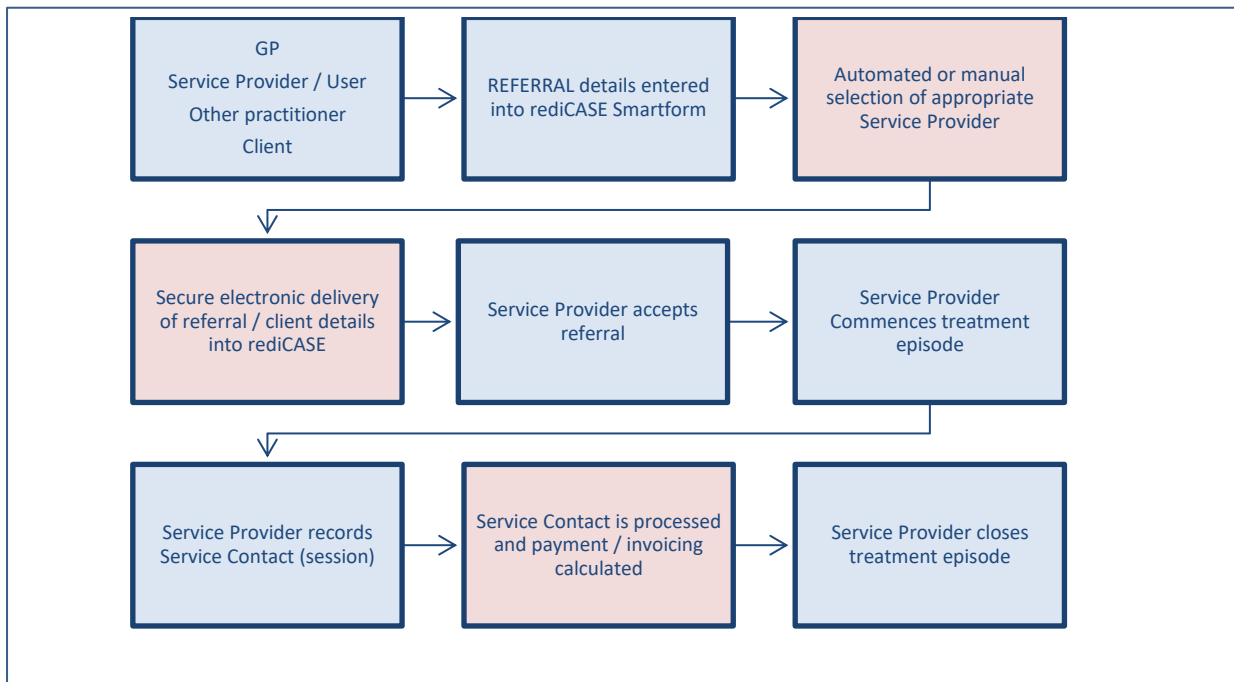 GP
Service Provider / User
Other practitioner
Client
REFERRAL details entered
into rediCASE Smartform
Automated or manual
selection of appropriate
Service Provider
Secure electronic delivery
of referral / client details
into rediCASE
Service Provider accepts
referral
Service Provider
Commences treatment
episode
Service Provider records
Service Contact (session)
Service Contact is processed
and payment / invoicing
calculated
Service Provider closes
treatment episode